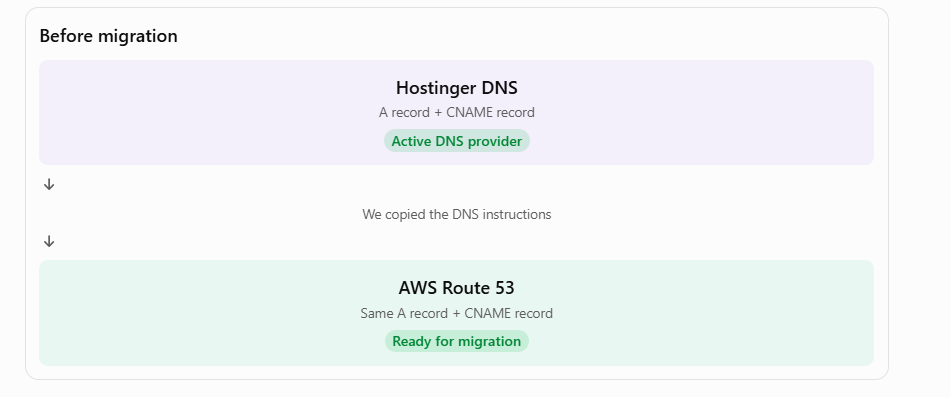 Before migration
Hostinger DNS
A record + CNAME record
Active DNS provider
↓
We copied the DNS instructions
↓
AWS Route 53
Same A record + CNAME record
Ready for migration